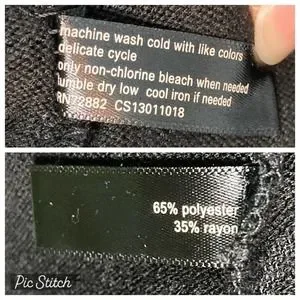 machine wash cold with like colors
delicate cycle
only non-chlorine bleach when needed
tumble dry low cool iron if needed
RN72882 CS13011018
65% polyester
35% rayon
Pic Stitch